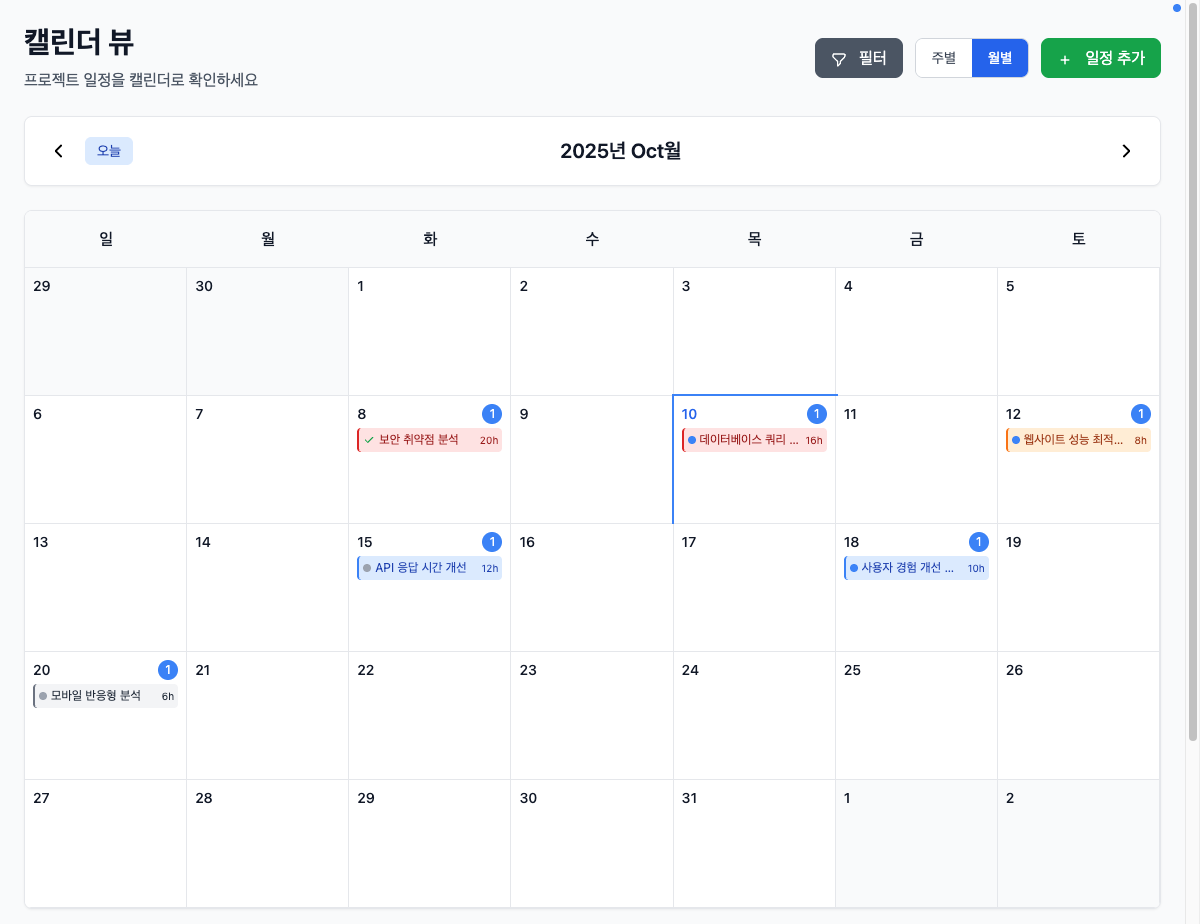 캘린더 뷰
프로젝트 일정을 캘린더로 확인하세요
필터
주별 월별
+ 일정 추가
오늘
2025년 Oct월
일 월 화 수 목 금 토
29 30 1 2 3 4 5
6 7 8 1 9 10 1 11 12 1
보안 취약점 분석 20h
데이터베이스 쿼리 ... 16h
웹사이트 성능 최적... 8h
13 14 15 1 16 17 18 1 19
API 응답 시간 개선 12h
사용자 경험 개선 ... 10h
20 1 21 22 23 24 25 26
모바일 반응형 분석 6h
27 28 29 30 31 1 2